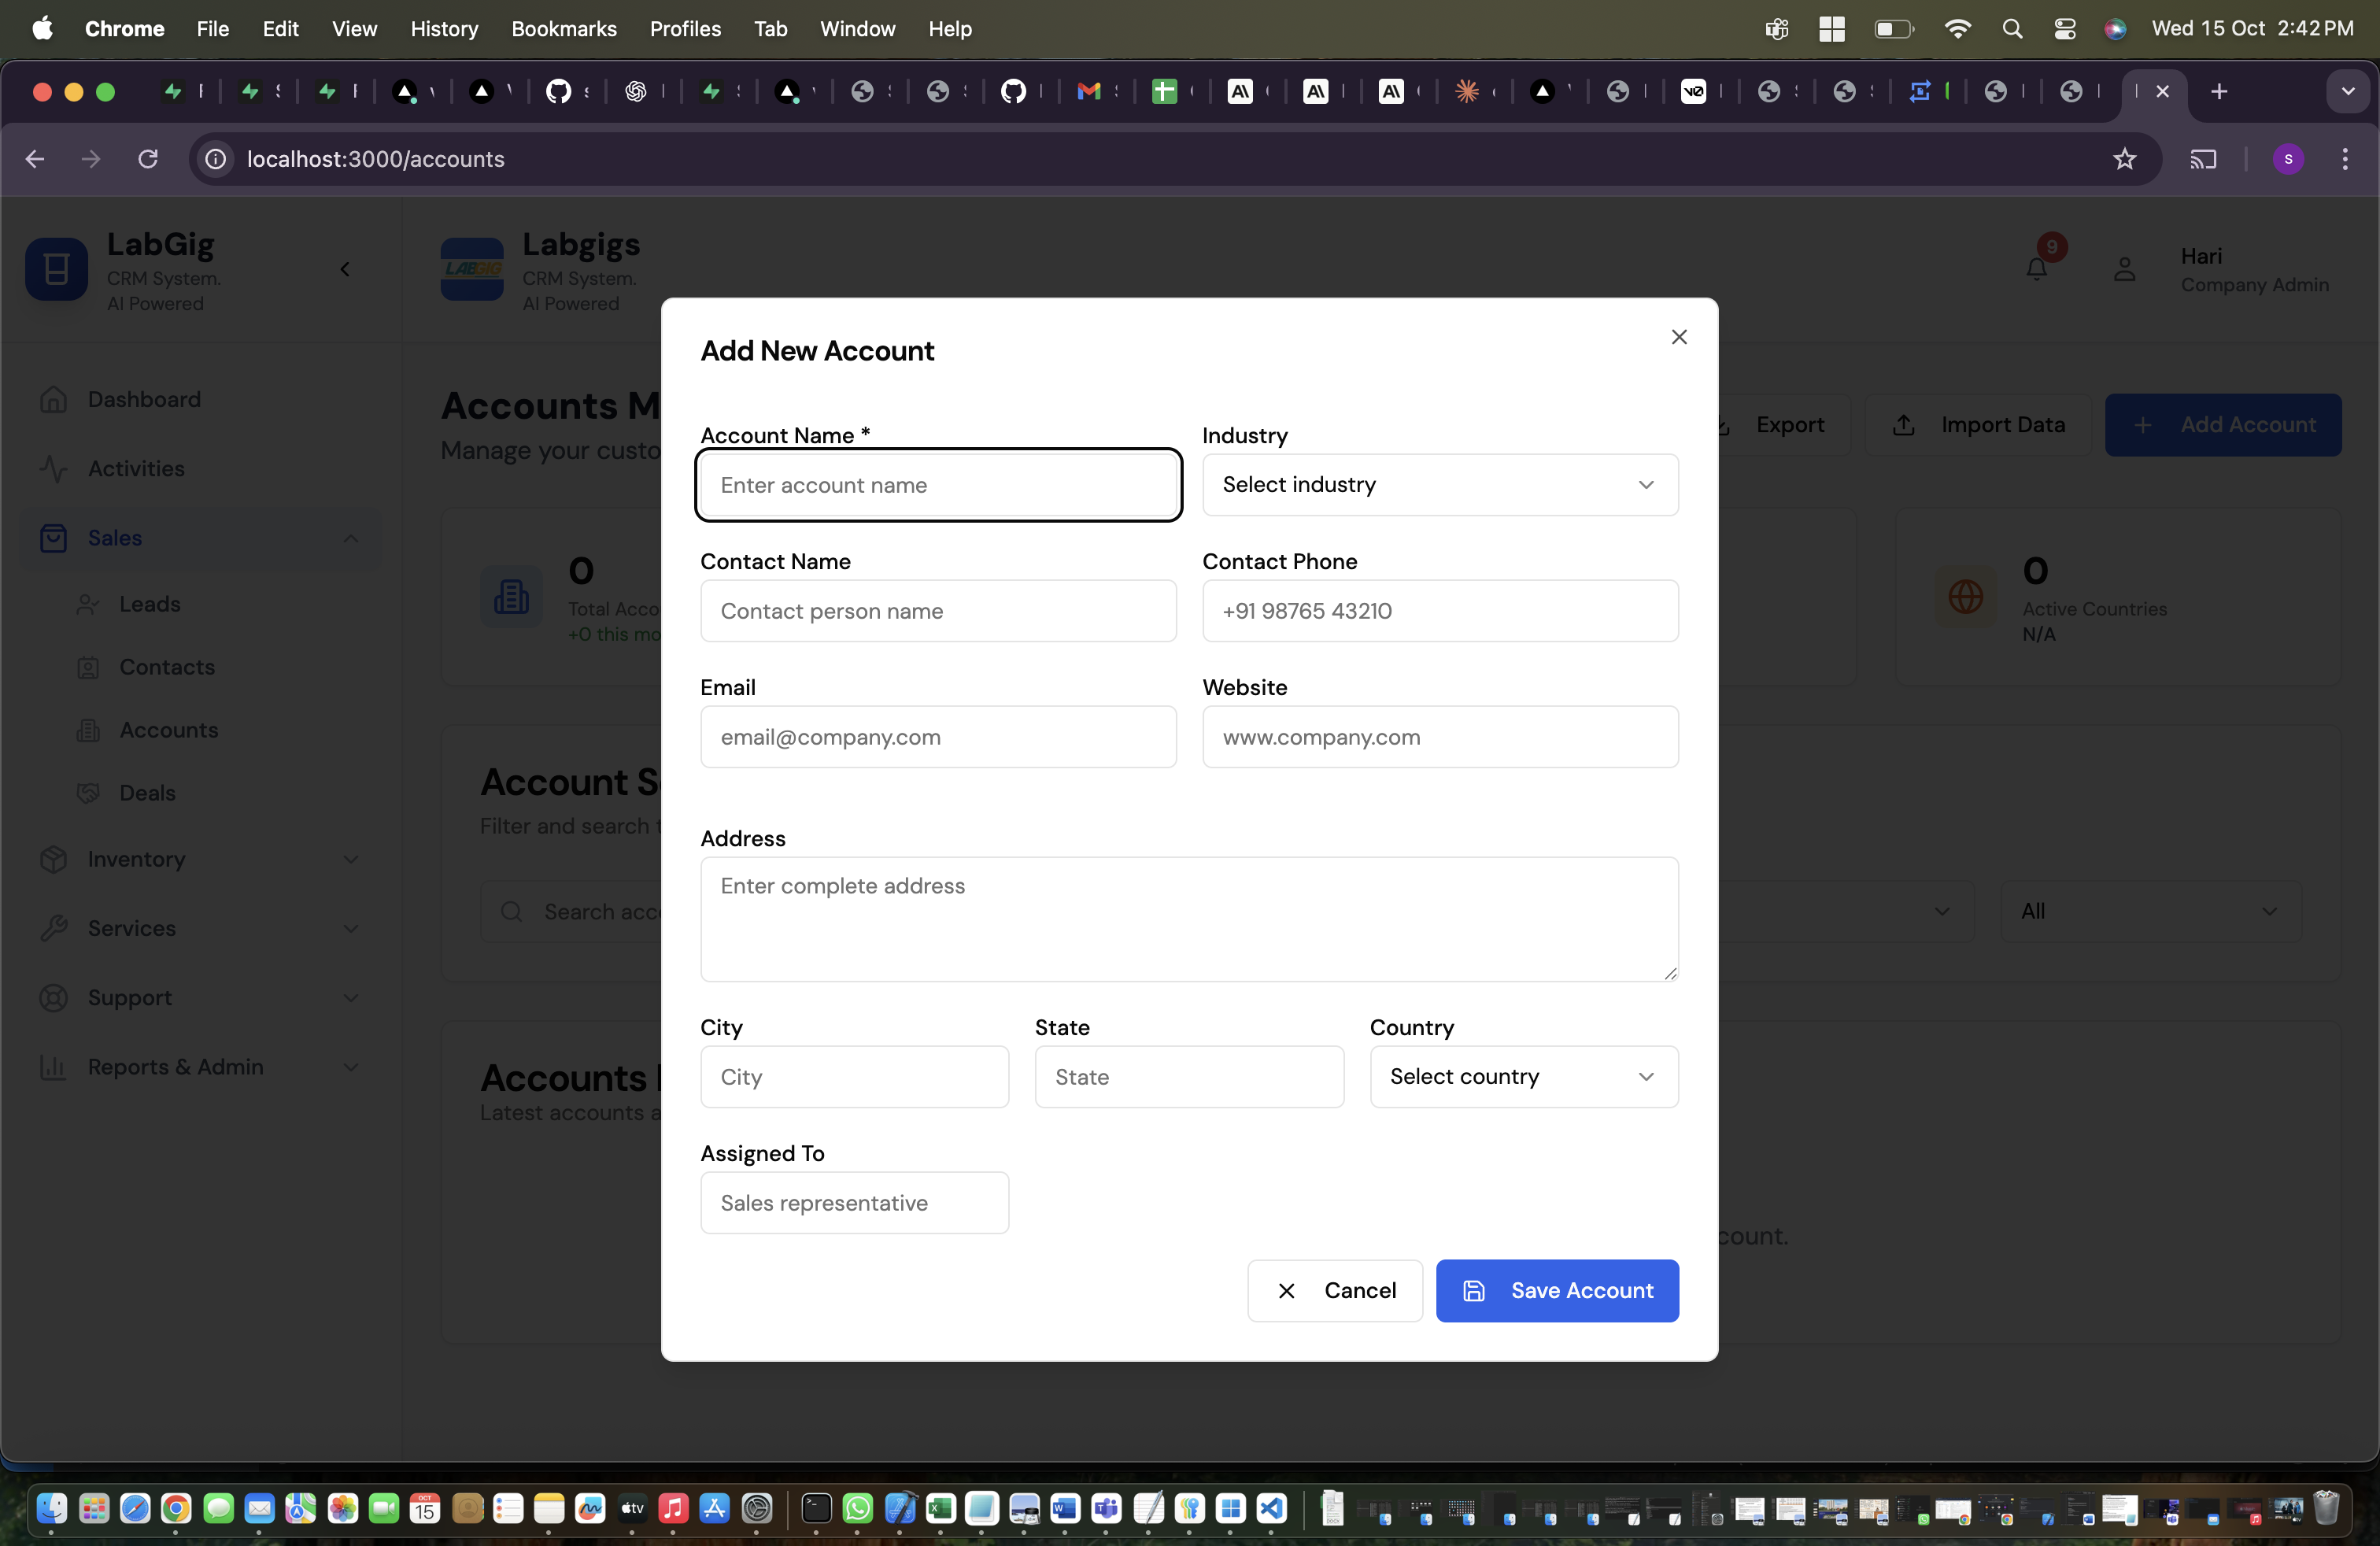 Chrome File Edit View History Bookmarks Profiles Tab Window Help Wed 15 Oct 2:42 PM
localhost:3000/accounts
LabGig
CRM System.
AI Powered
LABGIG
Labgigs
CRM System.
AI Powered
9
Hari
Company Admin
Dashboard
Activities
Sales
Leads
Contacts
Accounts
Deals
Inventory
Services
Support
Reports & Admin
Accounts M
Manage your custo
Export
Import Data
+ Add Account
0
Total Acco
+0 this mo
0
Active Countries
N/A
Account S
Filter and search
Search acc
All
Accounts
Latest accounts a
count.
Add New Account
Account Name *
Enter account name
Industry
Select industry
Contact Name
Contact person name
Contact Phone
+91 98765 43210
Email
email@company.com
Website
www.company.com
Address
Enter complete address
City
City
State
State
Country
Select country
Assigned To
Sales representative
Cancel
Save Account
OCT
15
tv